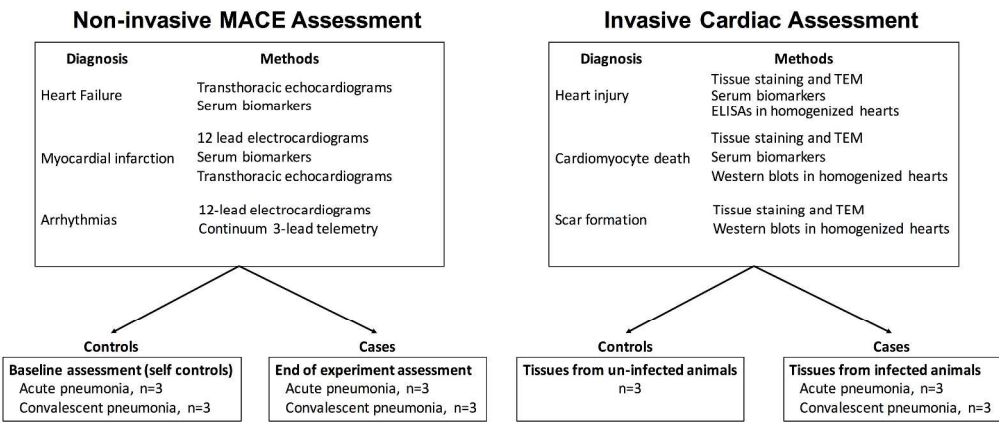 Non-invasive MACE Assessment
Diagnosis Methods
Heart Failure
Transthoracic echocardiograms
Serum biomarkers
Myocardial infarction
12 lead electrocardiograms
Serum biomarkers
Transthoracic echocardiograms
Arrhythmias
12-lead electrocardiograms
Continuum 3-lead telemetry
Controls
Baseline assessment (self controls)
Acute pneumonia, n=3
Convalescent pneumonia, n=3
Cases
End of experiment assessment
Acute pneumonia, n=3
Convalescent pneumonia, n=3
Invasive Cardiac Assessment
Diagnosis Methods
Heart injury
Tissue staining and TEM
Serum biomarkers
ELISAs in homogenized hearts
Cardiomyocyte death
Tissue staining and TEM
Serum biomarkers
Western blots in homogenized hearts
Scar formation
Tissue staining and TEM
Western blots in homogenized hearts
Controls
Tissues from un-infected animals
n=3
Cases
Tissues from infected animals
Acute pneumonia, n=3
Convalescent pneumonia, n=3